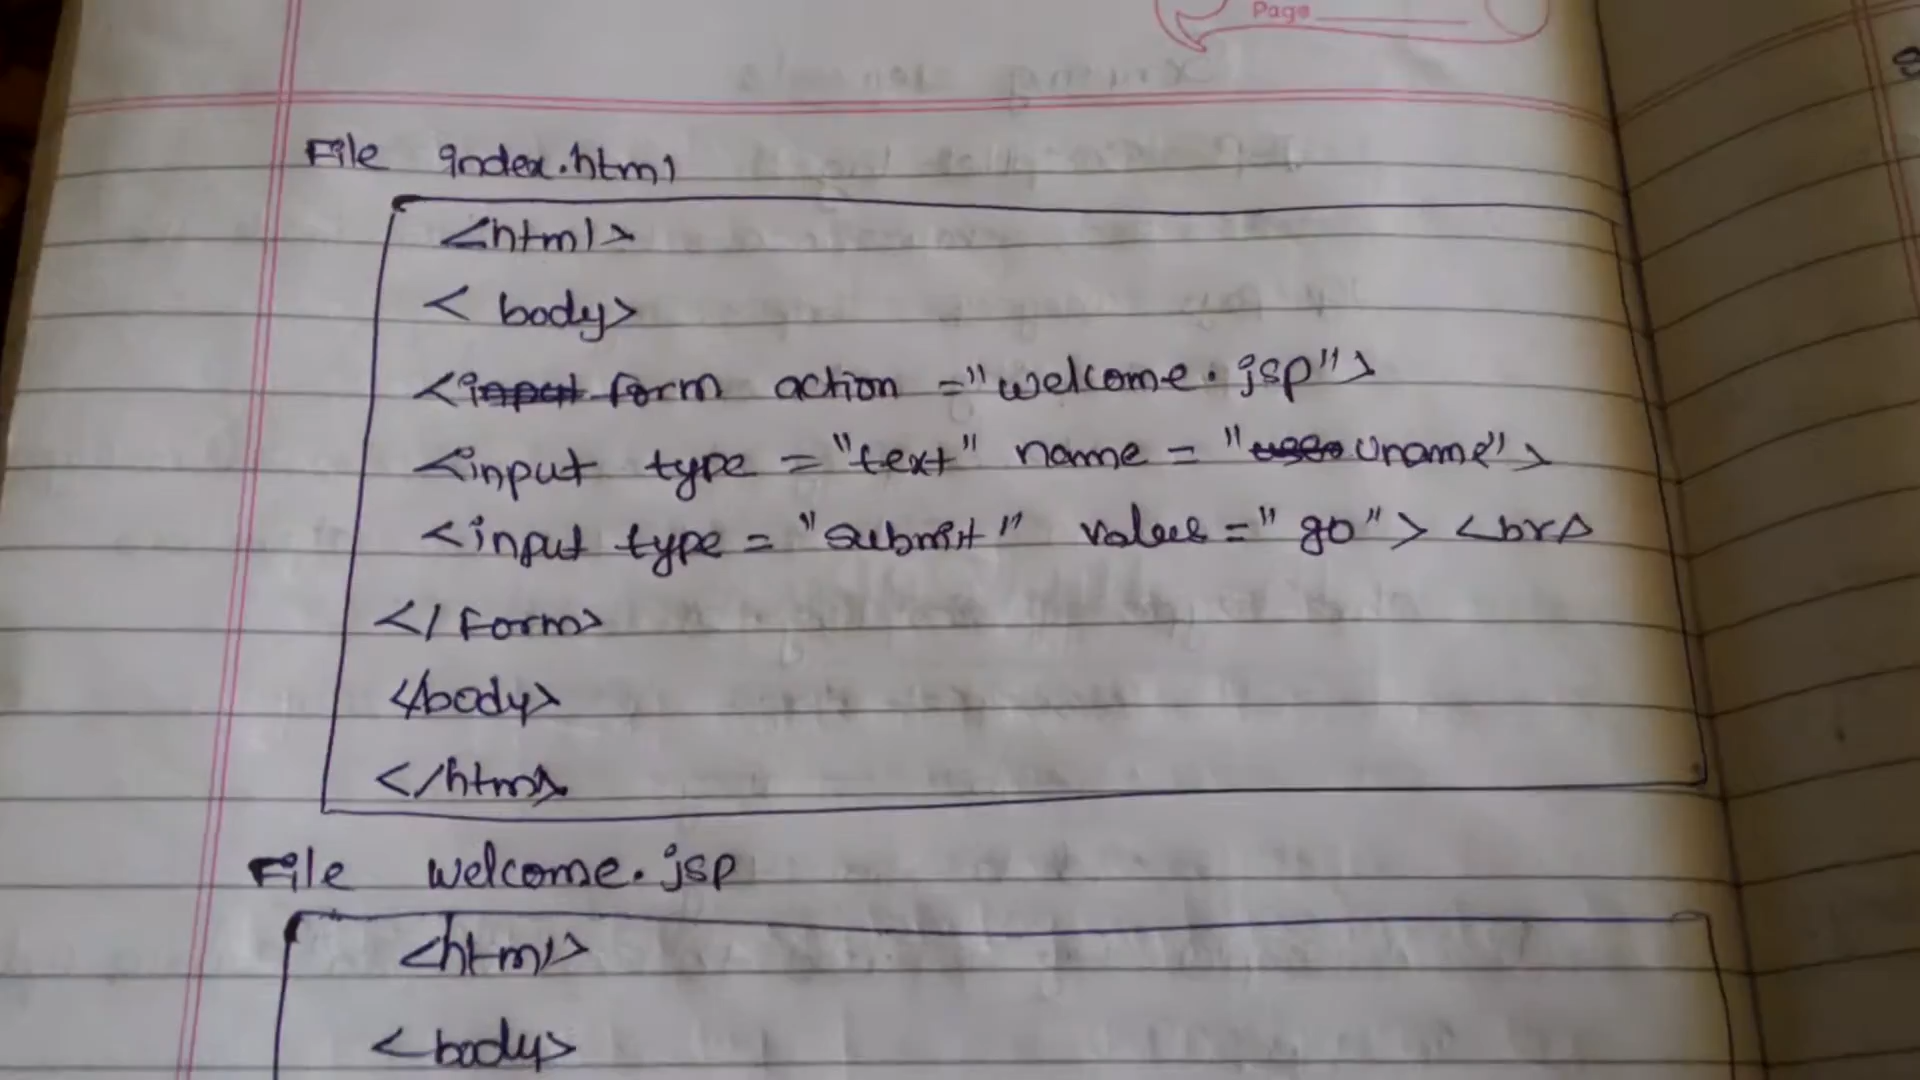 Page
File index.html
<html>
< body>
<form action ="welcome.jsp">
<input type = "text" name = "uname">
<input type = "submit" value = "go"> <br/>
</form>
</body>
</html>
File welcome.jsp
<html>
<body>